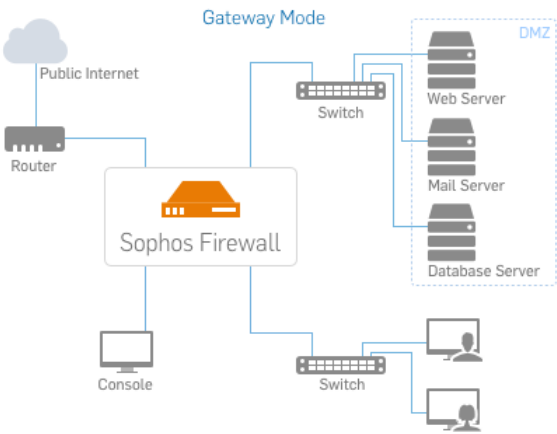 Gateway Mode
DMZ
Public Internet
Web Server
Switch
Router
Mail Server
Sophos Firewall
Database Server
Console
Switch